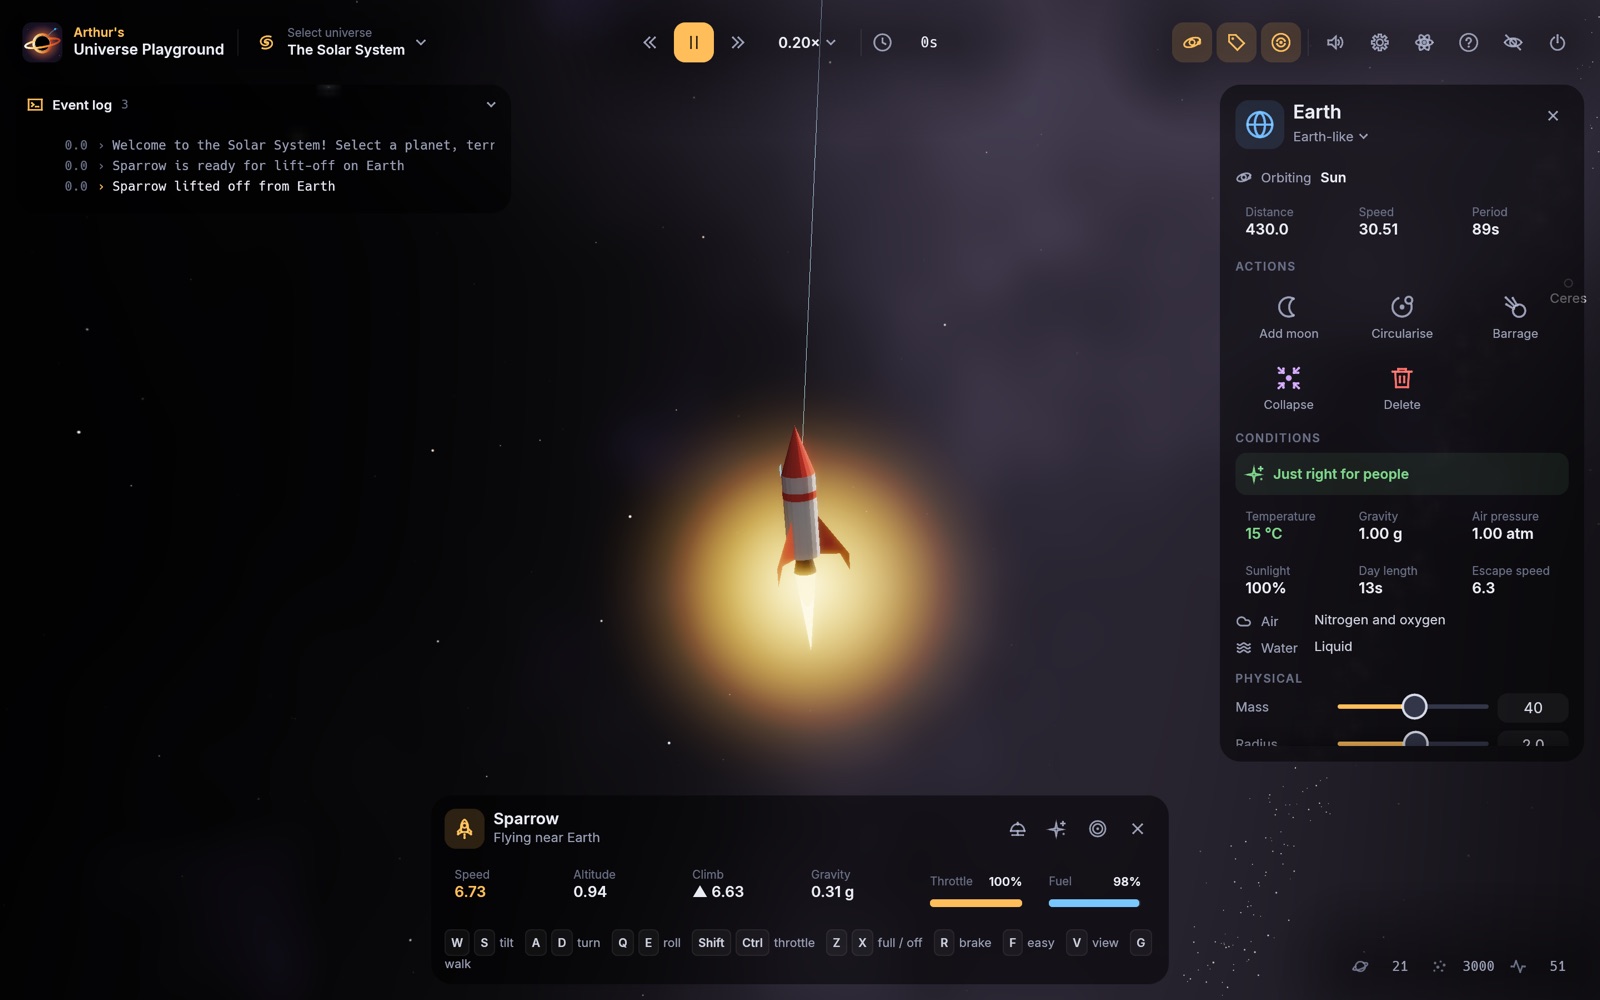 Arthur's
Universe Playground
Select universe
The Solar System
0.20×
0s
Event log 3
0.0 › Welcome to the Solar System! Select a planet, terr
0.0 › Sparrow is ready for lift-off on Earth
0.0 › Sparrow lifted off from Earth
Earth
Earth-like
Orbiting Sun
Distance Speed Period
430.0 30.51 89s
ACTIONS
Ceres
Add moon Circularise Barrage
Collapse Delete
CONDITIONS
Just right for people
Temperature Gravity Air pressure
15 °C 1.00 g 1.00 atm
Sunlight Day length Escape speed
100% 13s 6.3
Air Nitrogen and oxygen
Water Liquid
PHYSICAL
Mass 40
Radius 2.0
Sparrow
Flying near Earth
Speed Altitude Climb Gravity
6.73 0.94 ▲ 6.63 0.31 g
Throttle 100% Fuel 98%
W S tilt A D turn Q E roll Shift Ctrl throttle Z X full / off R brake F easy V view G
walk
21 3000 51